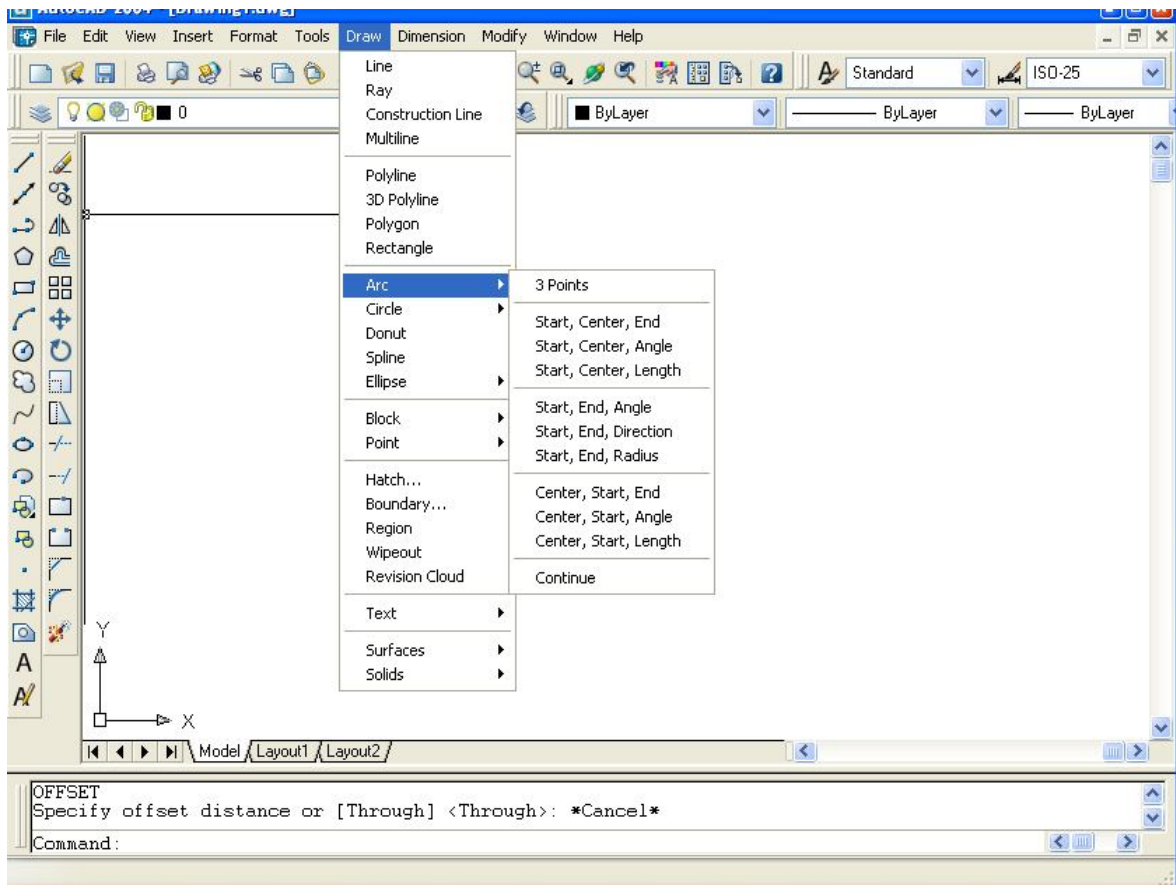 AutoCAD 2004 - [Drawing1.dwg]
File Edit View Insert Format Tools Draw Dimension Modify Window Help
Standard ISO-25
0 ByLayer ByLayer ByLayer
Line
Ray
Construction Line
Multiline
Polyline
3D Polyline
Polygon
Rectangle
Arc
Circle
Donut
Spline
Ellipse
Block
Point
Hatch...
Boundary...
Region
Wipeout
Revision Cloud
Text
Surfaces
Solids
3 Points
Start, Center, End
Start, Center, Angle
Start, Center, Length
Start, End, Angle
Start, End, Direction
Start, End, Radius
Center, Start, End
Center, Start, Angle
Center, Start, Length
Continue
A
Y
X
Model Layout1 Layout2
OFFSET
Specify offset distance or [Through] <Through>: *Cancel*
Command: